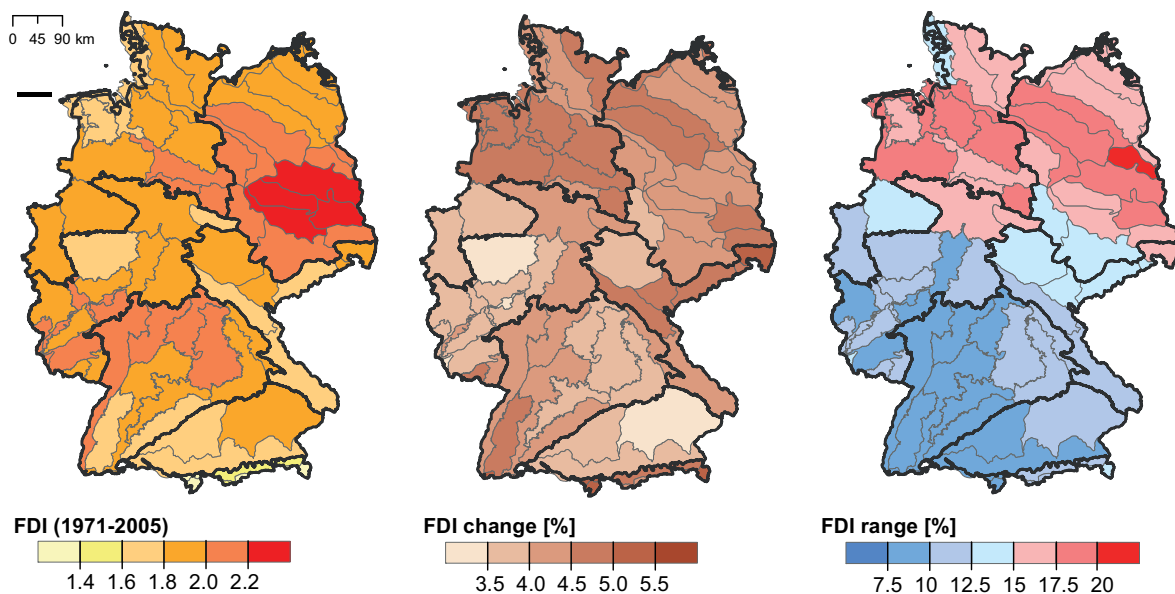 0 45 90 km
FDI (1971-2005)
1.4 1.6 1.8 2.0 2.2
FDI change [%]
3.5 4.0 4.5 5.0 5.5
FDI range [%]
7.5 10 12.5 15 17.5 20